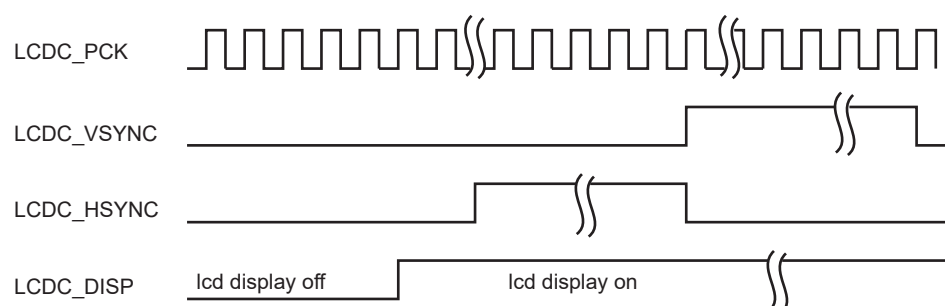 LCDC_PCK
LCDC_VSYNC
LCDC_HSYNC
LCDC_DISP lcd display off lcd display on